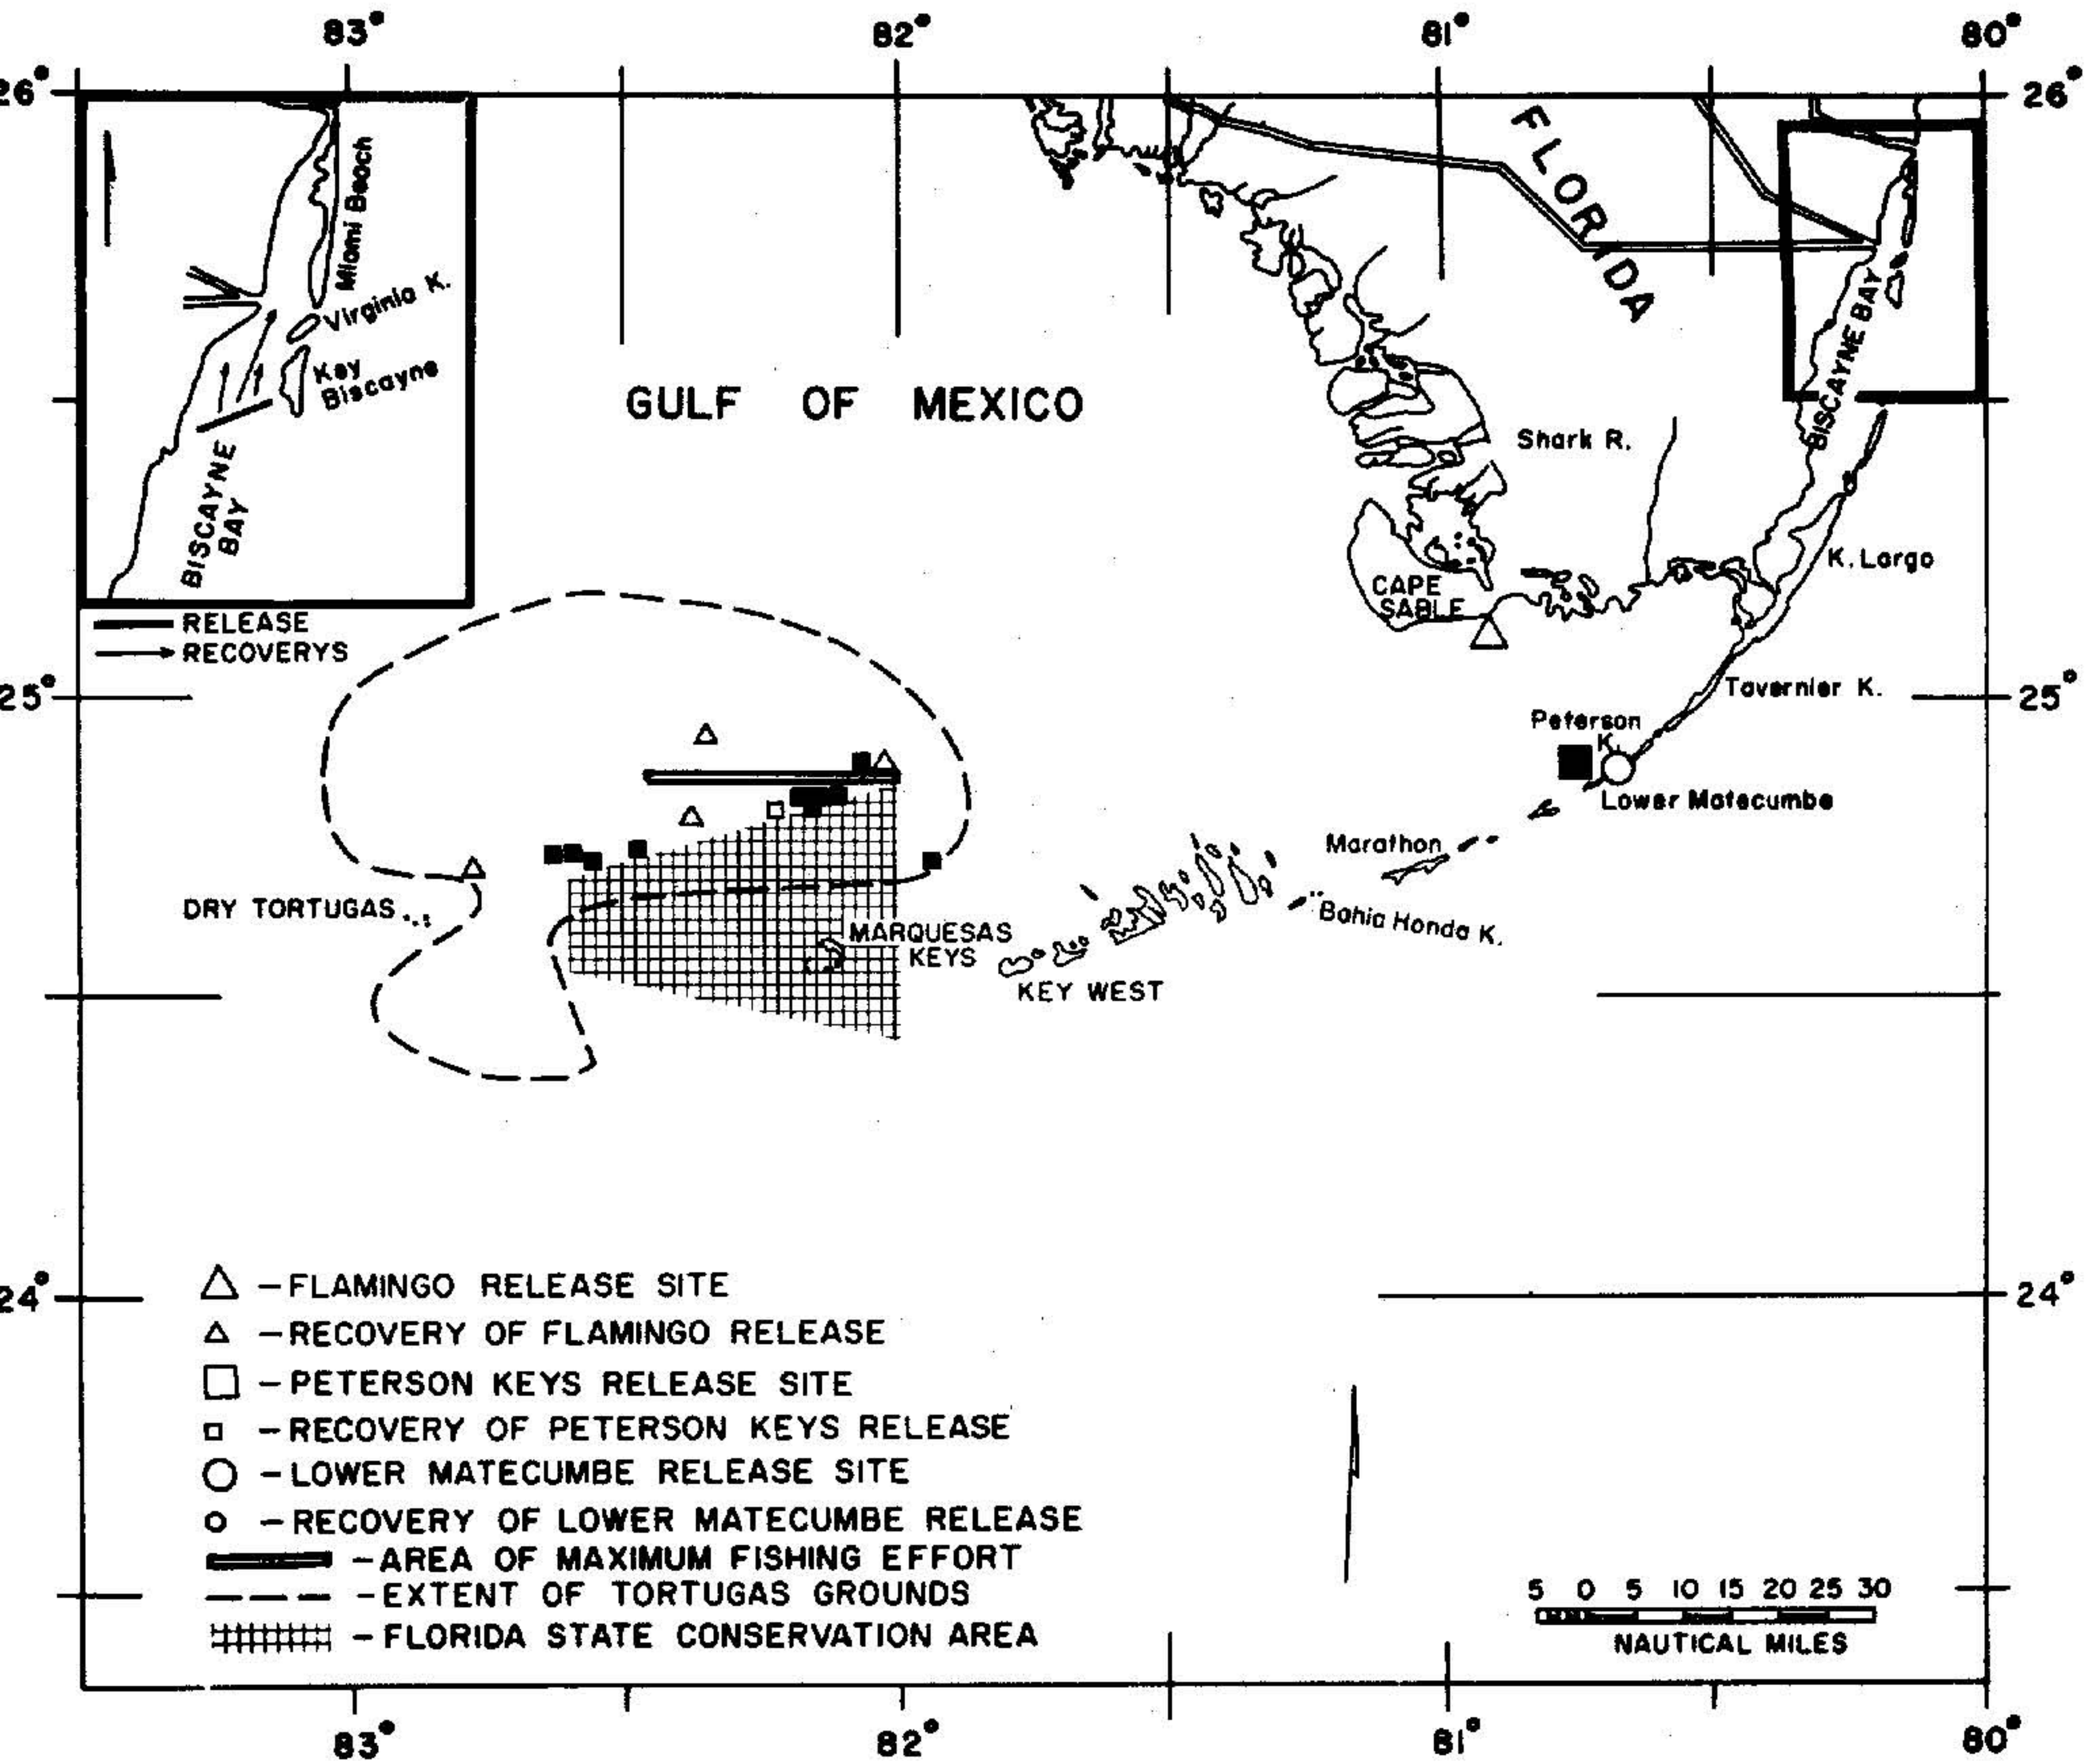 83° 82° 81° 80°
26° 26°
FLORIDA
Miami Beach
Virginia K.
Key
Biscayne
BISCAYNE
BAY
BISCAYNE BAY
GULF OF MEXICO
Shark R.
K. Largo
CAPE
SABLE
RELEASE
RECOVERYS
25° 25°
Tavernier K.
Peterson
K.
Lower Matecumbe
Marathon
DRY TORTUGAS
Bahia Honda K.
MARQUESAS
KEYS
KEY WEST
24° 24°
-FLAMINGO RELEASE SITE
-RECOVERY OF FLAMINGO RELEASE
-PETERSON KEYS RELEASE SITE
-RECOVERY OF PETERSON KEYS RELEASE
-LOWER MATECUMBE RELEASE SITE
-RECOVERY OF LOWER MATECUMBE RELEASE
-AREA OF MAXIMUM FISHING EFFORT
-EXTENT OF TORTUGAS GROUNDS
-FLORIDA STATE CONSERVATION AREA
5 0 5 10 15 20 25 30
NAUTICAL MILES
83° 82° 81° 80°